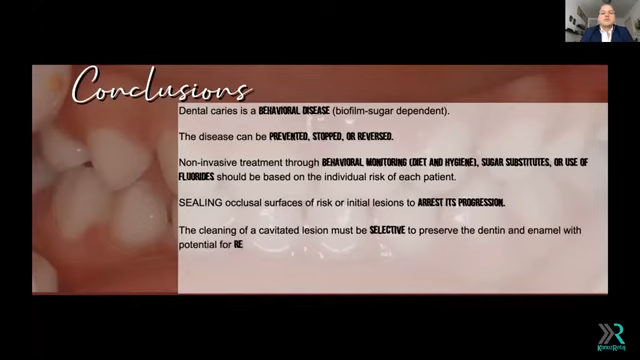 Conclusions
Dental caries is a BEHAVIORAL DISEASE (biofilm-sugar dependent).
The disease can be PREVENTED, STOPPED, OR REVERSED.
Non-invasive treatment through BEHAVIORAL MONITORING (DIET AND HYGIENE), SUGAR SUBSTITUTES, OR USE OF
FLUORIDES should be based on the individual risk of each patient.
SEALING occlusal surfaces of risk or initial lesions to ARREST ITS PROGRESSION.
The cleaning of a cavitated lesion must be SELECTIVE to preserve the dentin and enamel with
potential for RE